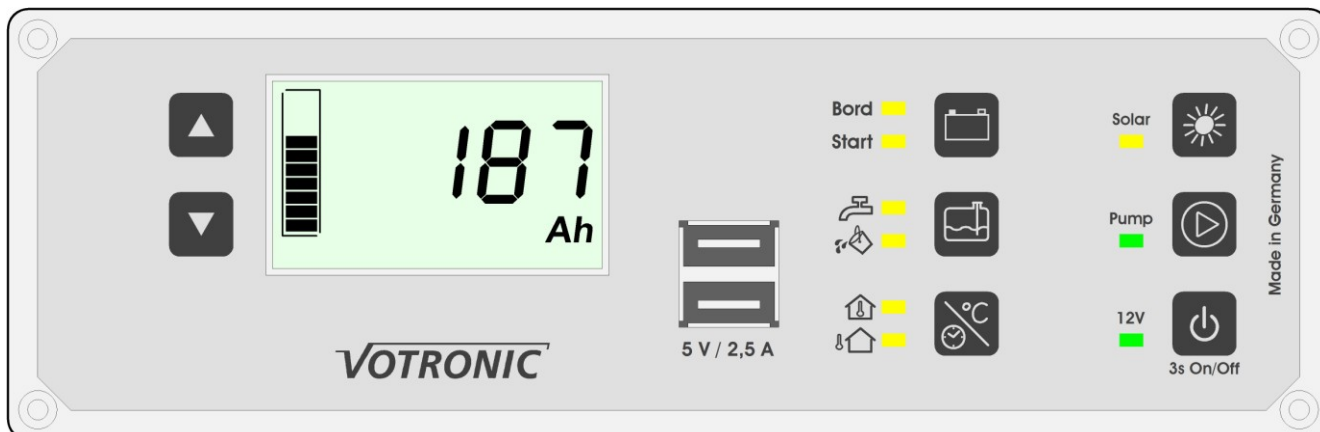 187
Ah
VOTRONIC
5 V / 2,5 A
Bord
Start
°C
Solar
Pump
12V
3s On/Off
Made in Germany